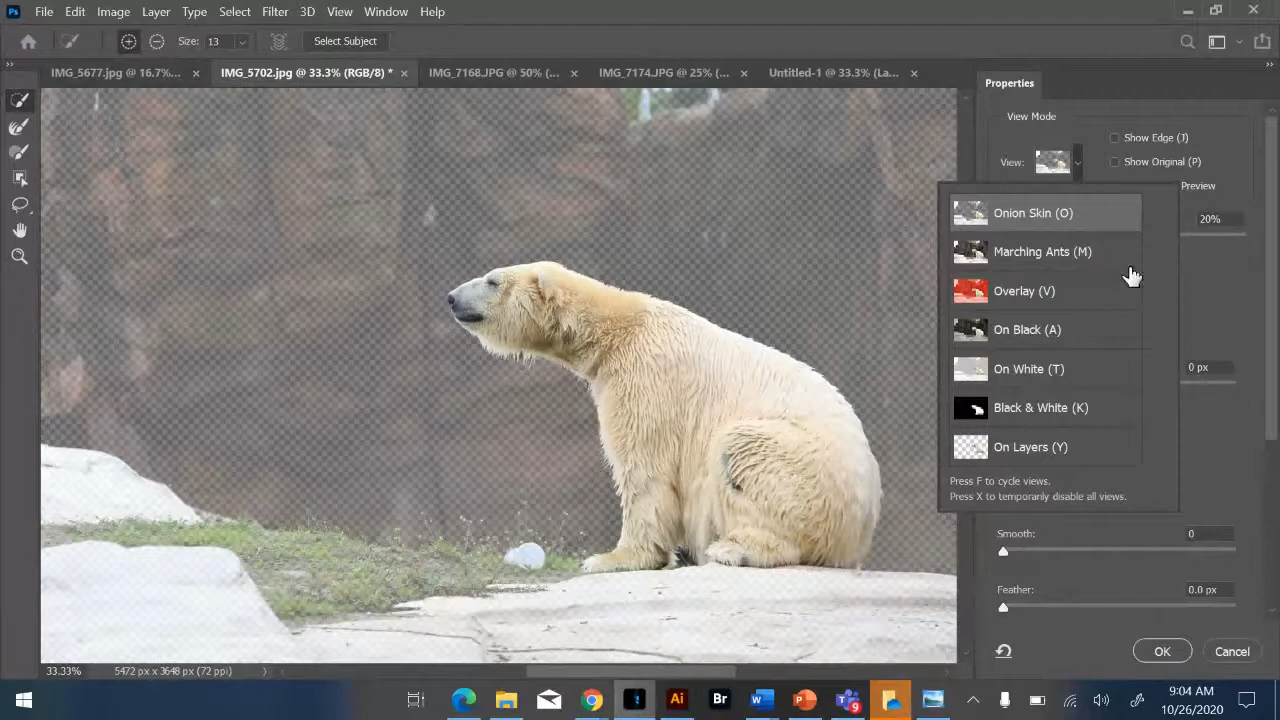 Ps File Edit Image Layer Type Select Filter 3D View Window Help
Size: 13 Select Subject
IMG_5677.jpg @ 16.7%... × IMG_5702.jpg @ 33.3% (RGB/8) * × IMG_7168.JPG @ 50% (... × IMG_7174.JPG @ 25% (... × Untitled-1 @ 33.3% (La... ×
Properties
View Mode
Show Edge (J)
View: Show Original (P)
Preview
Onion Skin (O)
20%
Marching Ants (M)
Overlay (V)
On Black (A)
On White (T)
0 px
Black & White (K)
On Layers (Y)
Press F to cycle views.
Press X to temporarily disable all views.
Smooth: 0
Feather: 0.0 px
OK Cancel
33.33% 5472 px x 3648 px (72 ppi)
Ai Br W P 9
9:04 AM
10/26/2020